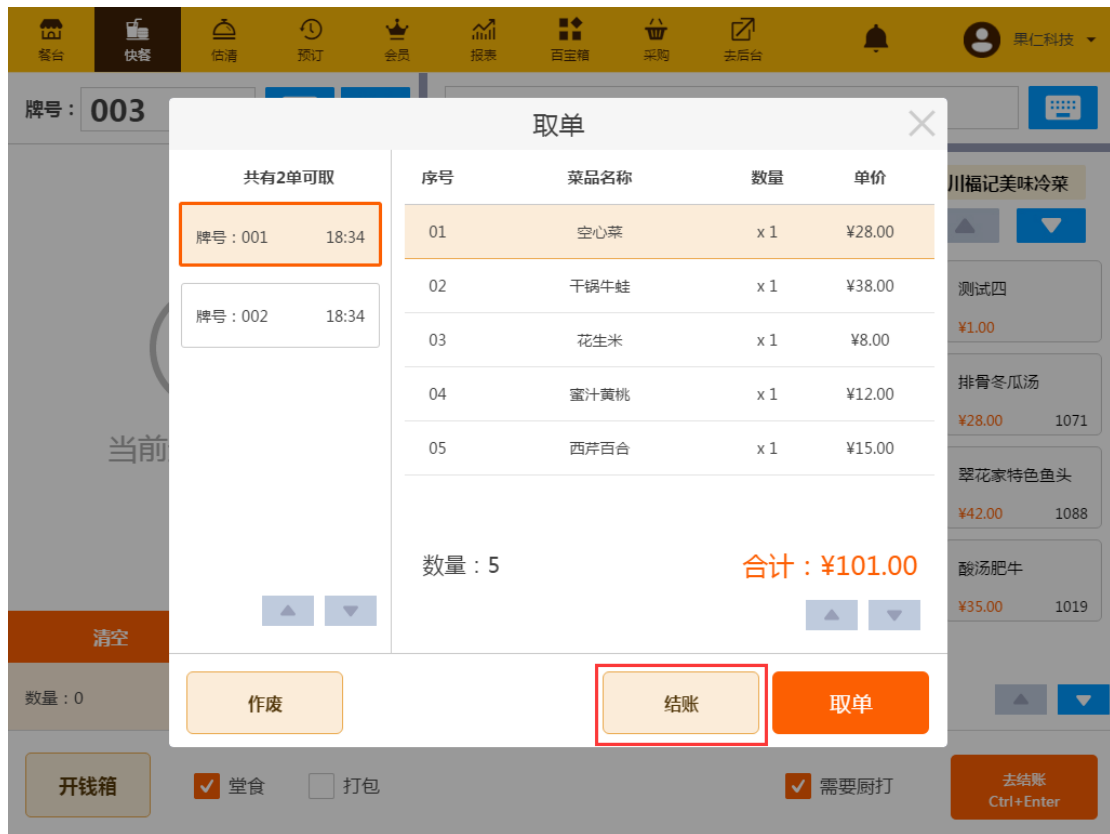 餐台 快餐 估清 预订 会员 报表 百宝箱 采购 去后台 果仁科技
牌号：003
取单
共有2单可取
牌号：001 18:34
牌号：002 18:34
序号 菜品名称 数量 单价
01 空心菜 x 1 ¥28.00
02 干锅牛蛙 x 1 ¥38.00
03 花生米 x 1 ¥8.00
04 蜜汁黄桃 x 1 ¥12.00
05 西芹百合 x 1 ¥15.00
数量：5 合计：¥101.00
作废 结账 取单
川福记美味冷菜
测试四
¥1.00
排骨冬瓜汤
¥28.00 1071
翠花家特色鱼头
¥42.00 1088
酸汤肥牛
¥35.00 1019
当前
清空
数量：0
开钱箱 堂食 打包 需要厨打
去结账
Ctrl+Enter